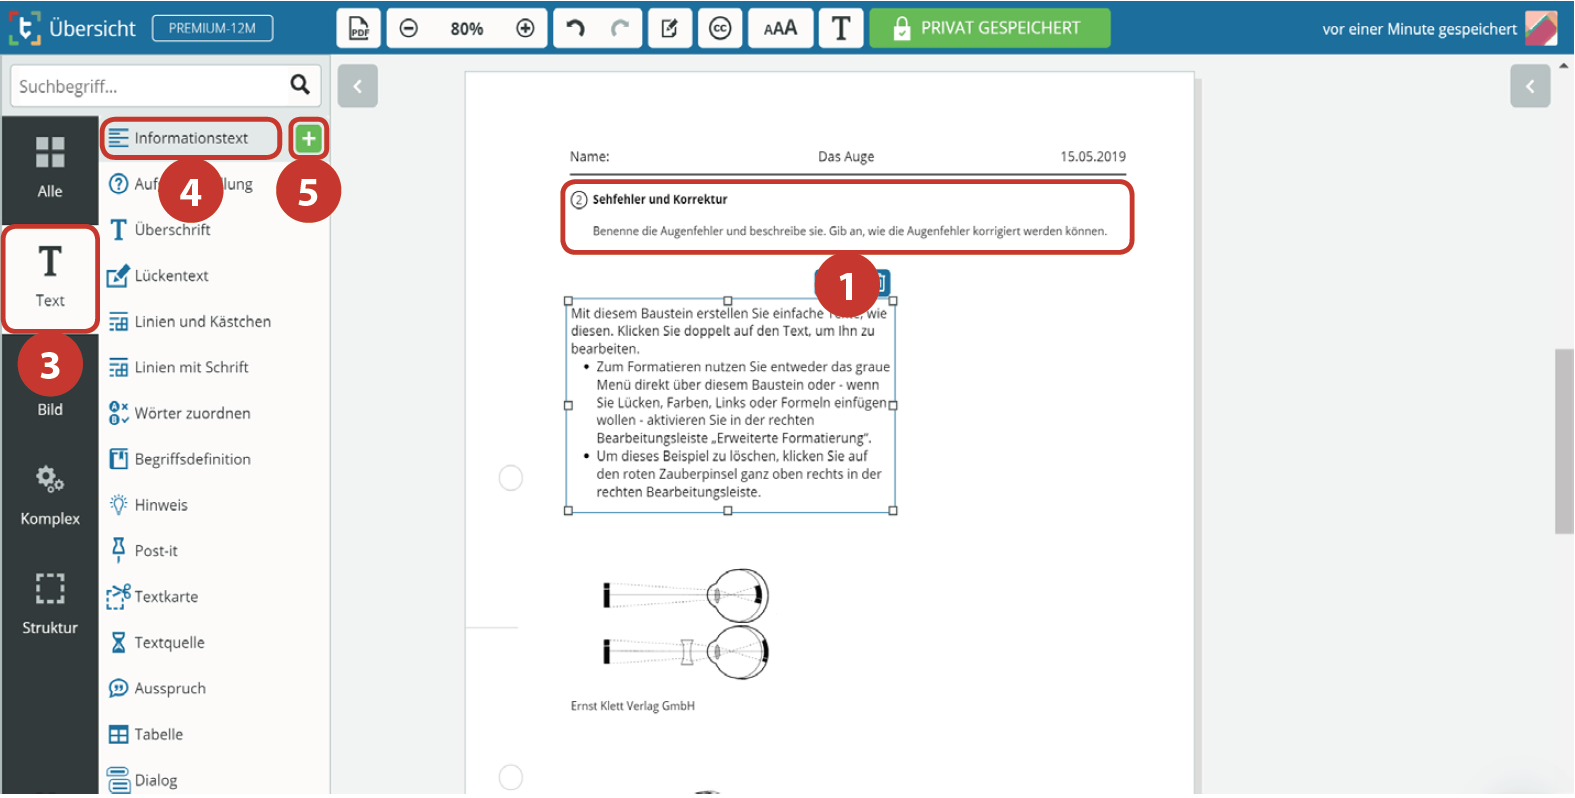 Übersicht
PREMIUM-12M
PDF
80%
cc
AAA
T
PRIVAT GESPEICHERT
vor einer Minute gespeichert
Suchbegriff...
Alle
Text
3
Bild
Komplex
Struktur
Informationstext
+
4
5
Überschrift
Lückentext
Linien und Kästchen
Linien mit Schrift
Wörter zuordnen
Begriffsdefinition
Hinweis
Post-it
Textkarte
Textquelle
Ausspruch
Tabelle
Dialog
Name:
Das Auge
15.05.2019
2 Sehfehler und Korrektur
Benenne die Augenfehler und beschreibe sie. Gib an, wie die Augenfehler korrigiert werden können.
1
Mit diesem Baustein erstellen Sie einfache wie
diesen. Klicken Sie doppelt auf den Text, um Ihn zu
bearbeiten.
• Zum Formatieren nutzen Sie entweder das graue
Menü direkt über diesem Baustein oder - wenn
Sie Lücken, Farben, Links oder Formeln einfügen
wollen - aktivieren Sie in der rechten
Bearbeitungsleiste „Erweiterte Formatierung“.
• Um dieses Beispiel zu löschen, klicken Sie auf
den roten Zauberpinsel ganz oben rechts in der
rechten Bearbeitungsleiste.
Ernst Klett Verlag GmbH